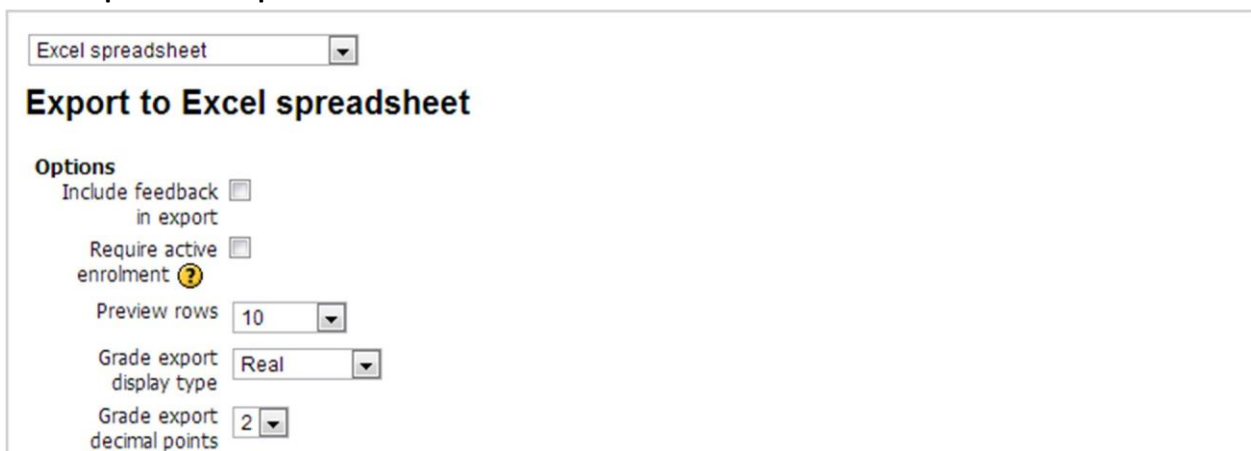 Excel spreadsheet
Export to Excel spreadsheet
Options
Include feedback
in export
Require active
enrolment ?
Preview rows 10
Grade export
display type Real
Grade export
decimal points 2